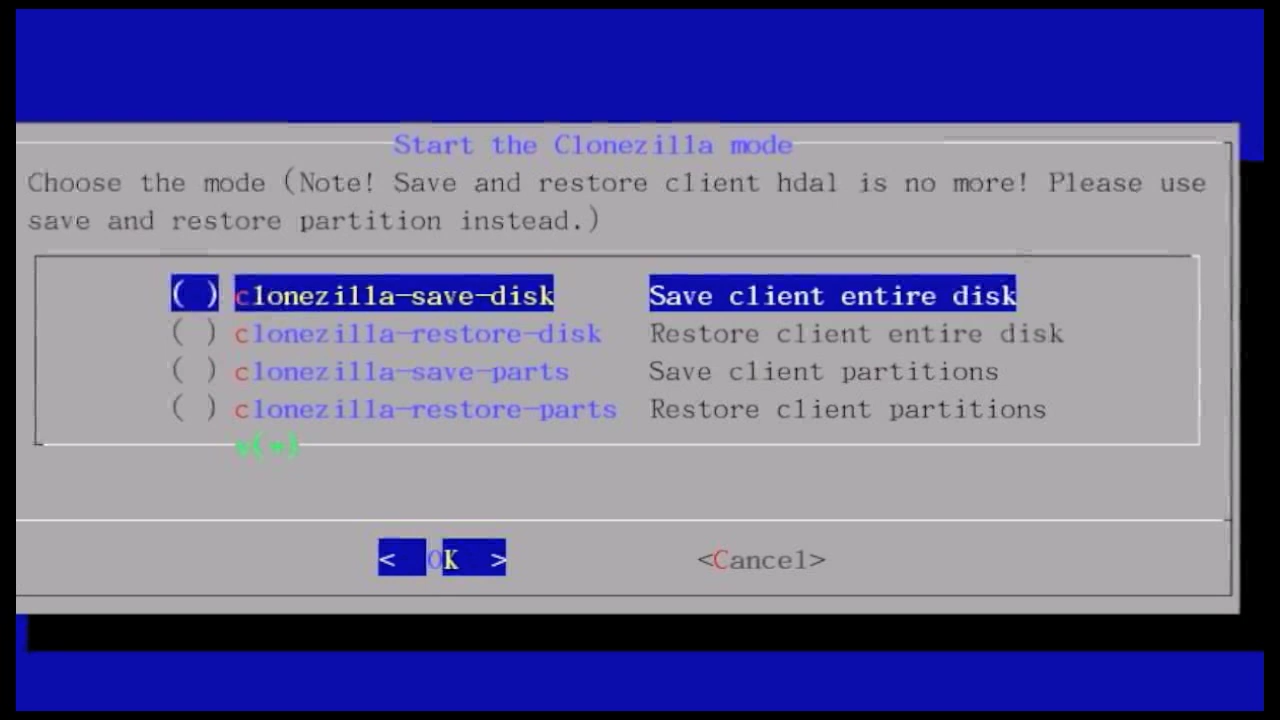 Start the Clonezilla mode
Choose the mode (Note! Save and restore client hda1 is no more! Please use
save and restore partition instead.)
( ) clonezilla-save-disk Save client entire disk
( ) clonezilla-restore-disk Restore client entire disk
( ) clonezilla-save-parts Save client partitions
( ) clonezilla-restore-parts Restore client partitions
< OK > <Cancel>